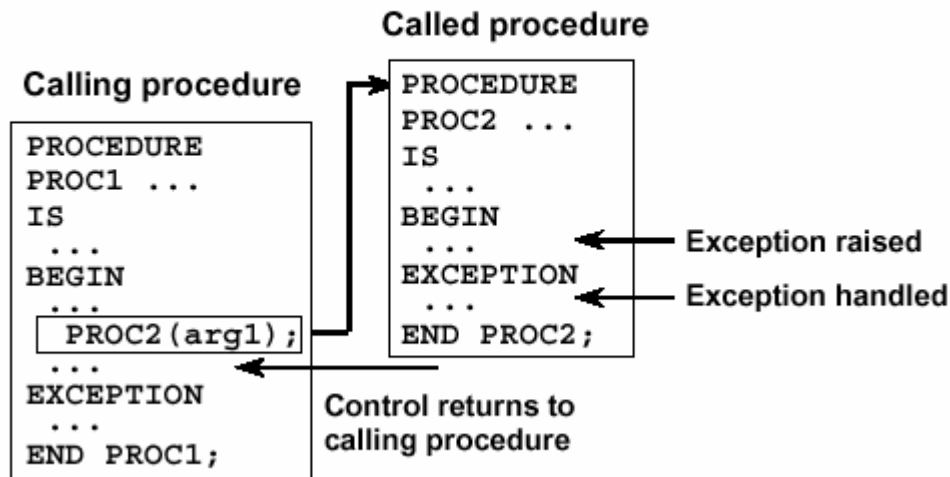 Called procedure
Calling procedure
PROCEDURE
PROC1 ...
IS
...
BEGIN
...
PROC2(arg1);
...
EXCEPTION
...
END PROC1;
PROCEDURE
PROC2 ...
IS
...
BEGIN
...
EXCEPTION
...
END PROC2;
Exception raised
Exception handled
Control returns to
calling procedure